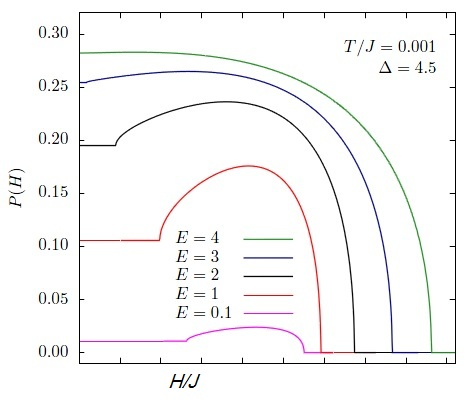 0.30
T/J = 0.001
Δ = 4.5
0.25
0.20
P(H)
0.15
0.10
E = 4
E = 3
E = 2
0.05
E = 1
E = 0.1
0.00
H/J